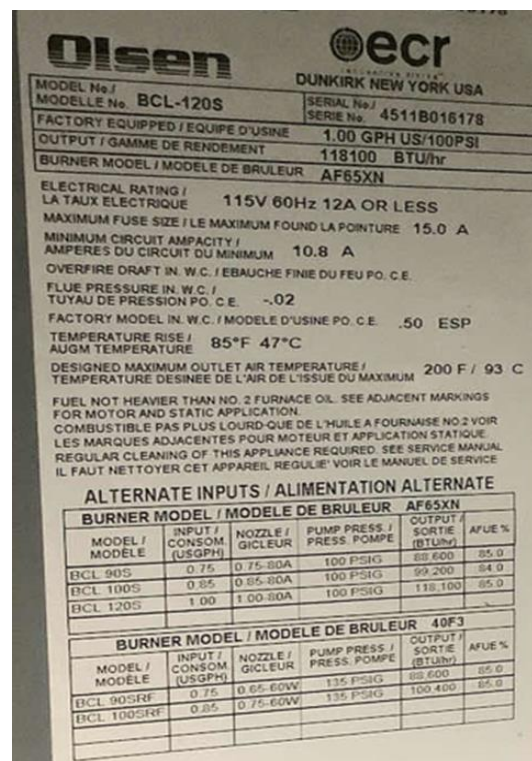 Olsen
ecr
DUNKIRK NEW YORK USA
MODEL No./
MODELLE No. BCL-120S
SERIAL No./
SERIE No. 4511B016178
FACTORY EQUIPPED / EQUIPE D'USINE 1.00 GPH US/100PSI
OUTPUT / GAMME DE RENDEMENT 118100 BTU/hr
BURNER MODEL / MODELE DE BRULEUR AF65XN
ELECTRICAL RATING /
LA TAUX ELECTRIQUE 115V 60Hz 12A OR LESS
MAXIMUM FUSE SIZE / LE MAXIMUM FOUND LA POINTURE 15.0 A
MINIMUM CIRCUIT AMPACITY /
AMPERES DU CIRCUIT DU MINIMUM 10.8 A
OVERFIRE DRAFT IN. W.C. / EBAUCHE FINIE DU FEU PO. C.E.
FLUE PRESSURE IN. W.C. /
TUYAU DE PRESSION PO. C.E. -.02
FACTORY MODEL IN. W.C. / MODELE D'USINE PO. C.E. .50 ESP
TEMPERATURE RISE /
AUGM TEMPERATURE 85°F 47°C
DESIGNED MAXIMUM OUTLET AIR TEMPERATURE /
TEMPERATURE DESINEE DE L'AIR DE L'ISSUE DU MAXIMUM 200 F / 93 C
FUEL NOT HEAVIER THAN NO. 2 FURNACE OIL. SEE ADJACENT MARKINGS
FOR MOTOR AND STATIC APPLICATION.
COMBUSTIBLE PAS PLUS LOURD-QUE DE L'HUILE A FOURNAISE NO.2 VOIR
LES MARQUES ADJACENTES POUR MOTEUR ET APPLICATION STATIQUE.
REGULAR CLEANING OF THIS APPLIANCE REQUIRED. SEE SERVICE MANUAL
IL FAUT NETTOYER CET APPAREIL REGULIE' VOIR LE MANUEL DE SERVICE
ALTERNATE INPUTS / ALIMENTATION ALTERNATE
BURNER MODEL / MODELE DE BRULEUR AF65XN
MODEL / MODÈLE INPUT / CONSOM. (USGPH) NOZZLE / GICLEUR PUMP PRESS. / PRESS. POMPE OUTPUT / SORTIE (BTU/hr) AFUE %
BCL 90S 0.75 0.75-80A 100 PSIG 88,600 85.0
BCL 100S 0.85 0.85-80A 100 PSIG 99,200 84.0
BCL 120S 1.00 1.00-80A 100 PSIG 118,100 85.0
BURNER MODEL / MODELE DE BRULEUR 40F3
MODEL / MODÈLE INPUT / CONSOM. (USGPH) NOZZLE / GICLEUR PUMP PRESS. / PRESS. POMPE OUTPUT / SORTIE (BTU/hr) AFUE %
BCL 90SRF 0.75 0.65-60W 135 PSIG 88,600 85.0
BCL 100SRF 0.85 0.75-60W 135 PSIG 100,400 85.0